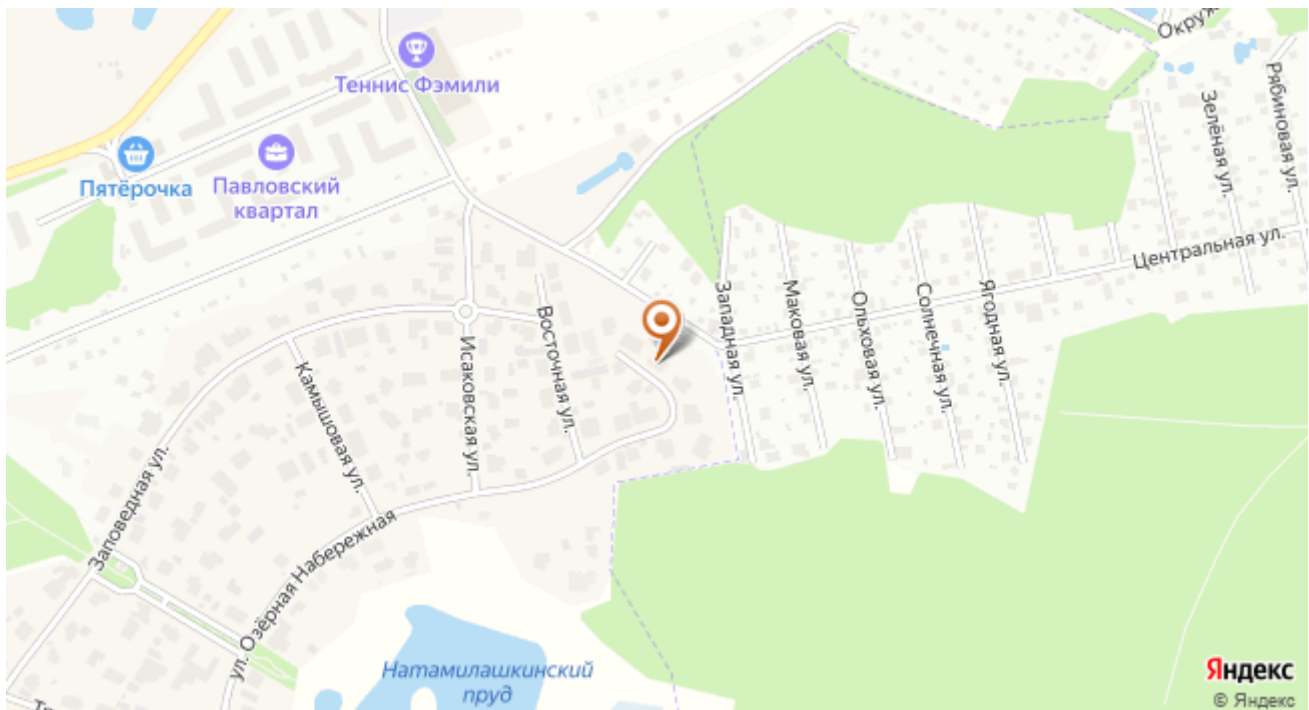 Окруж
Теннис Фэмили
Рябиновая ул.
Зелёная ул.
Пятёрочка
Павловский
квартал
Центральная ул.
Западная ул.
Маковая ул.
Ольховая ул.
Солнечная ул.
Ягодная ул.
Восточная ул.
Исаковская ул.
Камышовая ул.
Заповедная ул.
ул. Озёрная Набережная
Натамилашкинский
пруд
Яндекс
© Яндекс